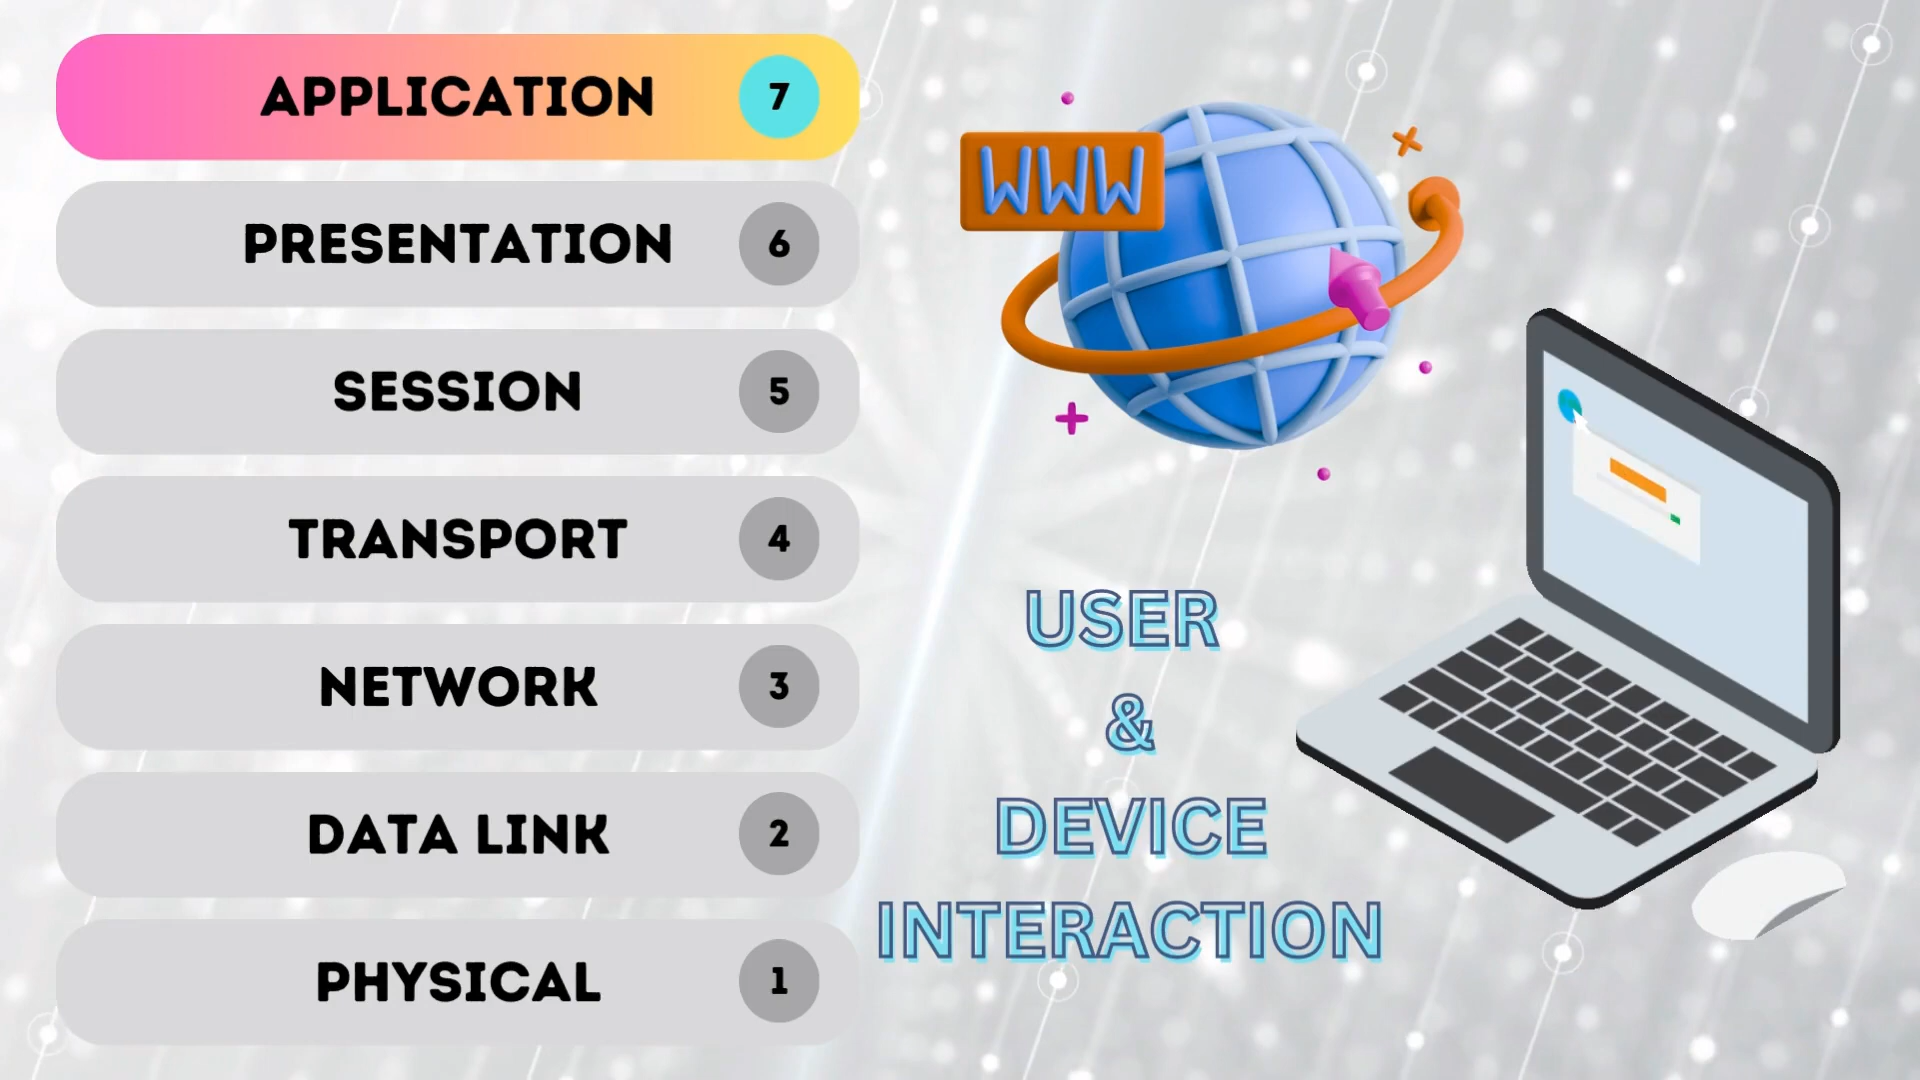 APPLICATION 7
PRESENTATION 6
SESSION 5
TRANSPORT 4
NETWORK 3
DATA LINK 2
PHYSICAL 1
WWW
USER
&
DEVICE
INTERACTION